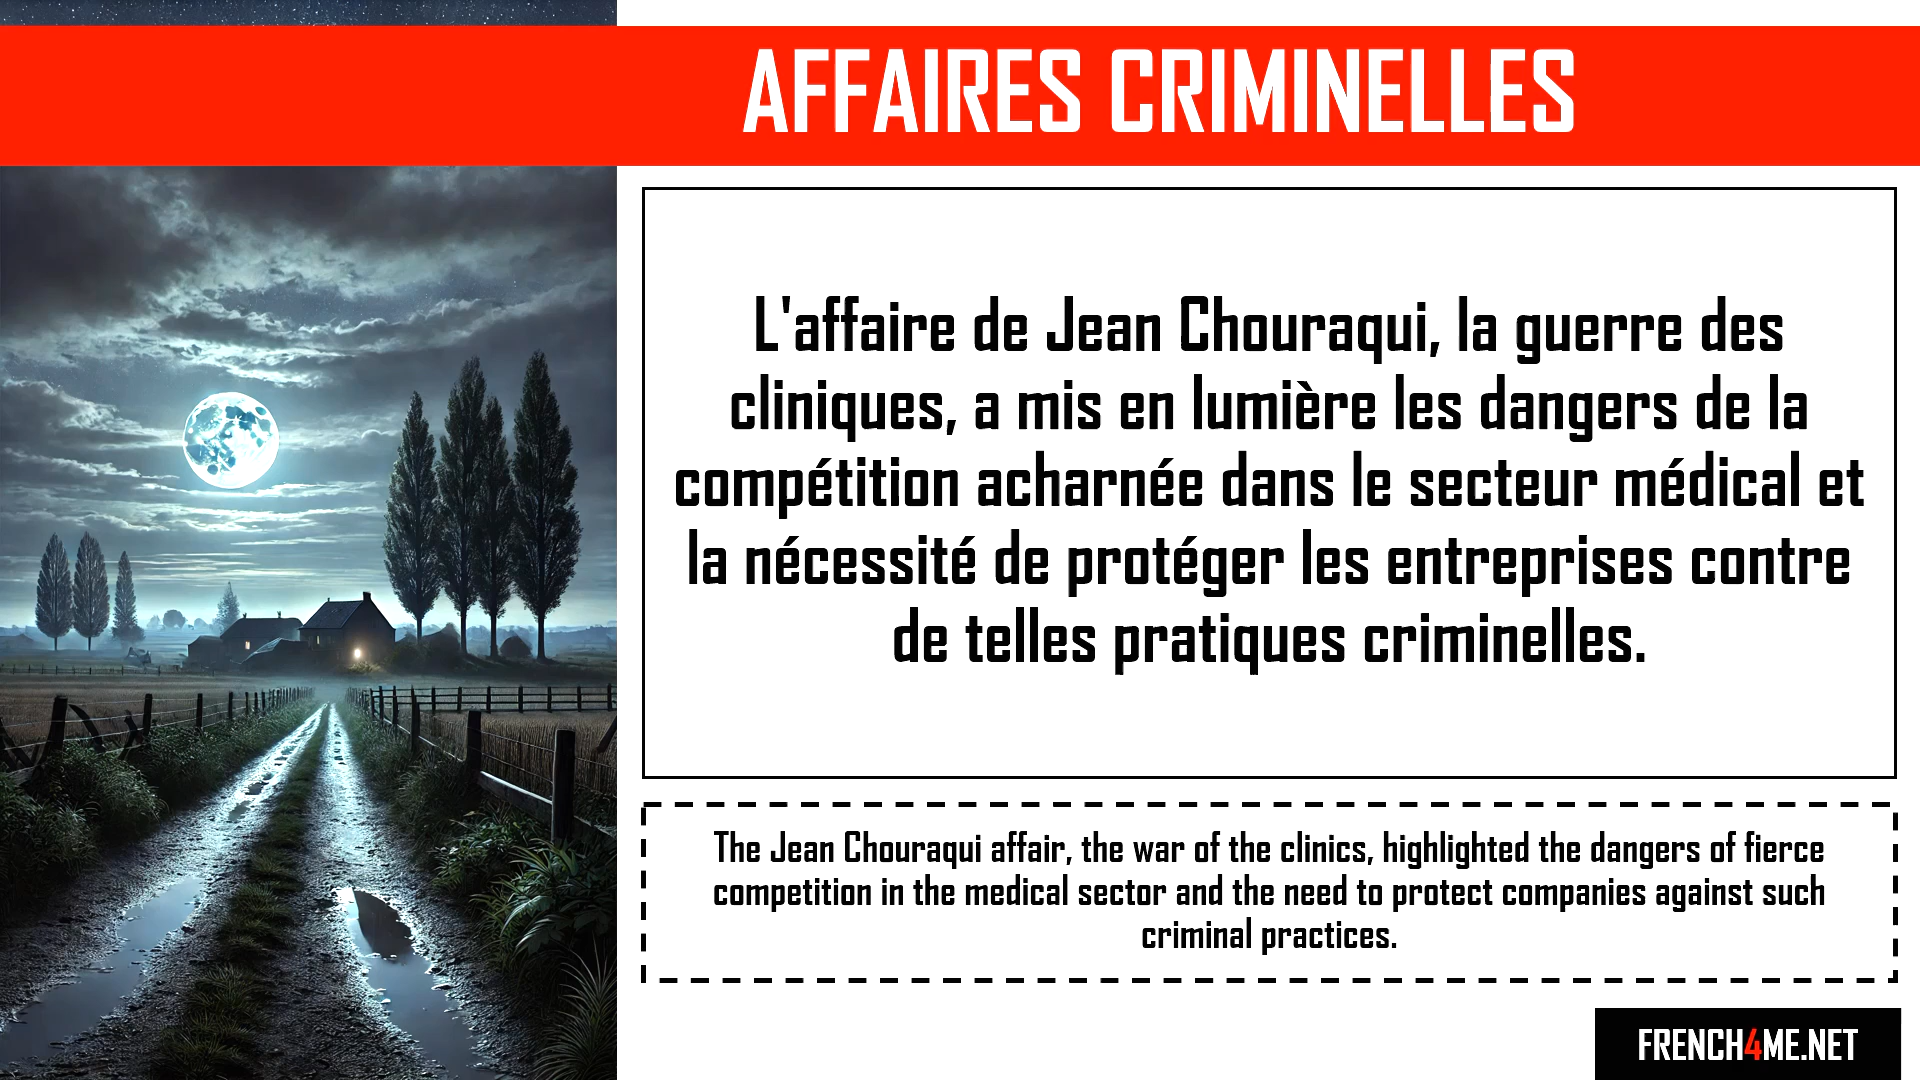 AFFAIRES CRIMINELLES
L'affaire de Jean Chouraqui, la guerre des
cliniques, a mis en lumière les dangers de la
compétition acharnée dans le secteur médical et
la nécessité de protéger les entreprises contre
de telles pratiques criminelles.
The Jean Chouraqui affair, the war of the clinics, highlighted the dangers of fierce
competition in the medical sector and the need to protect companies against such
criminal practices.
FRENCH4ME.NET